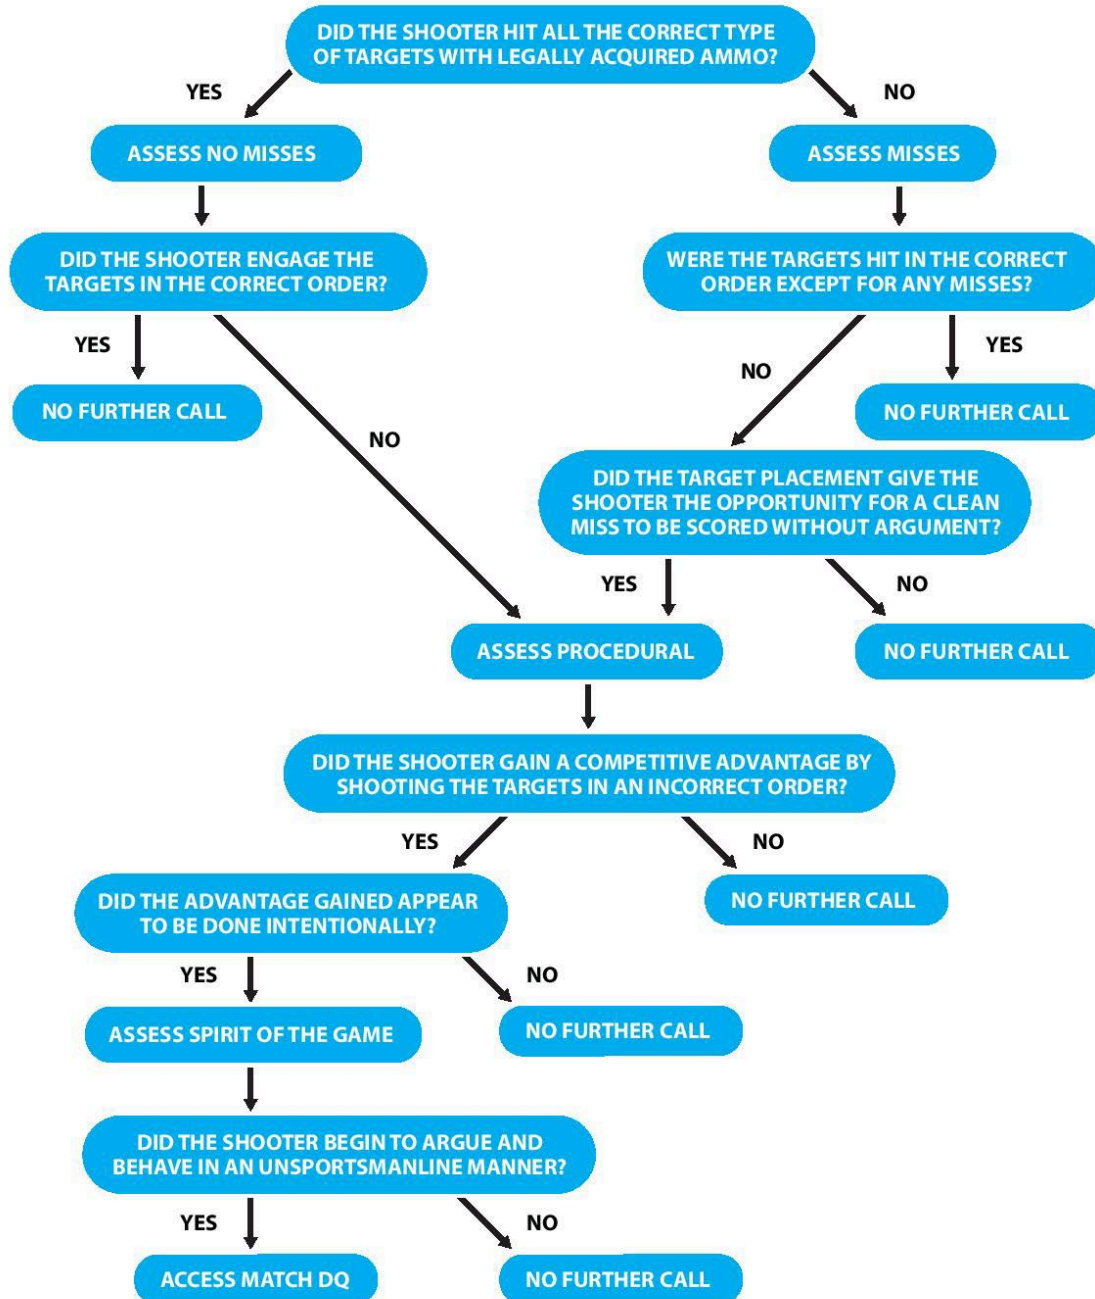 DID THE SHOOTER HIT ALL THE CORRECT TYPE
OF TARGETS WITH LEGALLY ACQUIRED AMMO?
YES
NO
ASSESS NO MISSES
ASSESS MISSES
DID THE SHOOTER ENGAGE THE
TARGETS IN THE CORRECT ORDER?
WERE THE TARGETS HIT IN THE CORRECT
ORDER EXCEPT FOR ANY MISSES?
YES
NO
YES
NO
NO FURTHER CALL
NO FURTHER CALL
DID THE TARGET PLACEMENT GIVE THE
SHOOTER THE OPPORTUNITY FOR A CLEAN
MISS TO BE SCORED WITHOUT ARGUMENT?
YES
NO
ASSESS PROCEDURAL
NO FURTHER CALL
DID THE SHOOTER GAIN A COMPETITIVE ADVANTAGE BY
SHOOTING THE TARGETS IN AN INCORRECT ORDER?
YES
NO
DID THE ADVANTAGE GAINED APPEAR
TO BE DONE INTENTIONALLY?
NO FURTHER CALL
YES
NO
ASSESS SPIRIT OF THE GAME
NO FURTHER CALL
DID THE SHOOTER BEGIN TO ARGUE AND
BEHAVE IN AN UNSPORTSMANLINE MANNER?
YES
NO
ACCESS MATCH DQ
NO FURTHER CALL